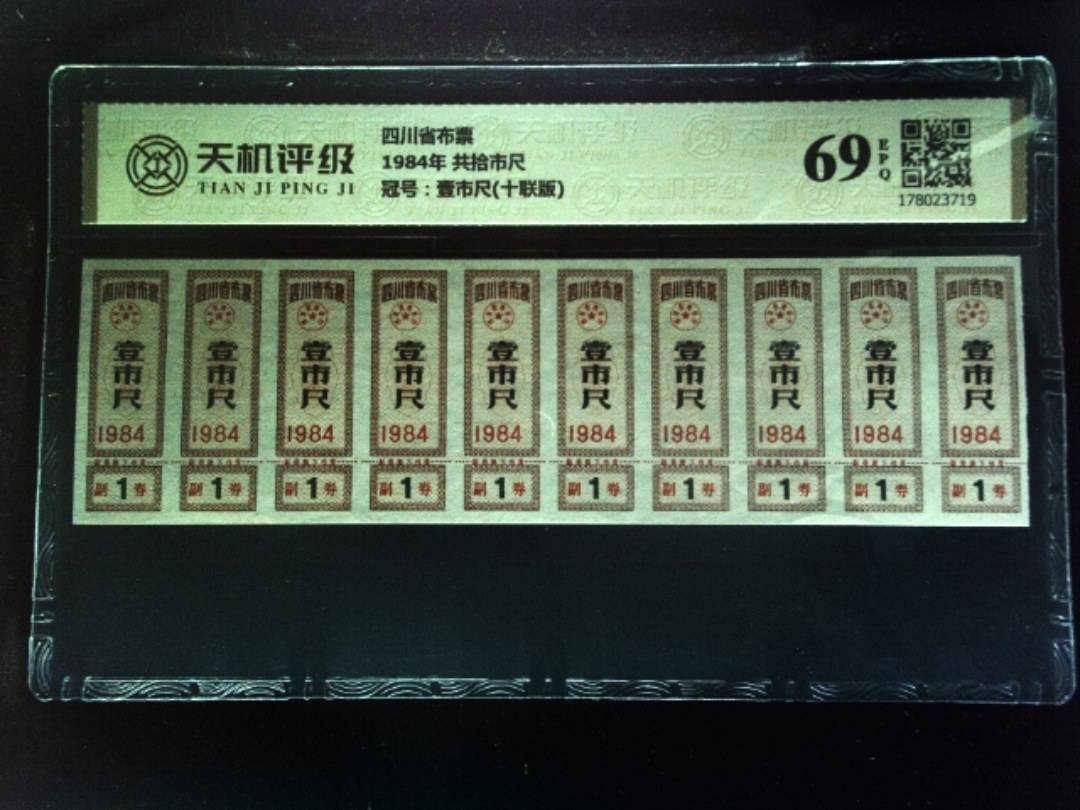 天机评级
TIAN JI PING JI
四川省布票
1984年 共拾市尺
冠号：壹市尺(十联版)
69
EPQ
178023719
四川省布票 四川省布票 四川省布票 四川省布票 四川省布票 四川省布票 四川省布票 四川省布票 四川省布票 四川省布票
壹市尺 壹市尺 壹市尺 壹市尺 壹市尺 壹市尺 壹市尺 壹市尺 壹市尺 壹市尺
1984 1984 1984 1984 1984 1984 1984 1984 1984 1984
副1券 副1券 副1券 副1券 副1券 副1券 副1券 副1券 副1券 副1券